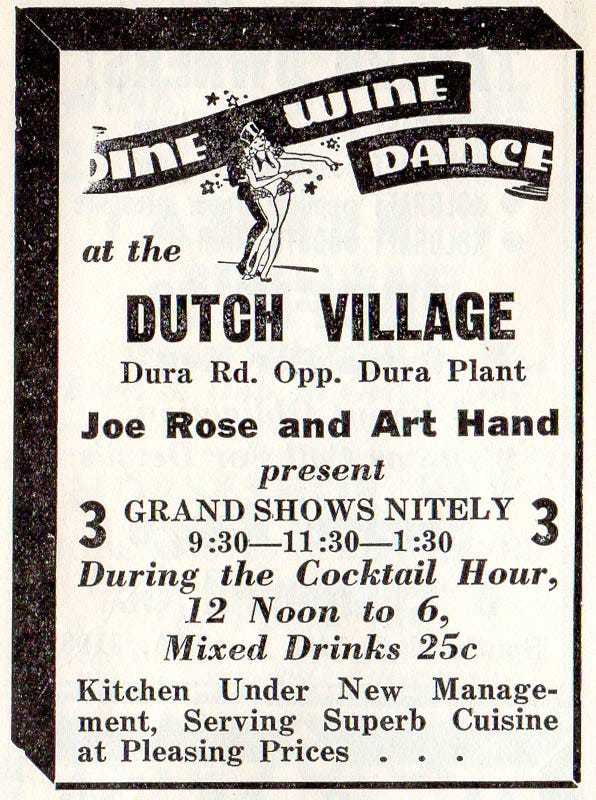 DINE WINE DANCE
at the
DUTCH VILLAGE
Dura Rd. Opp. Dura Plant
Joe Rose and Art Hand
present
3 GRAND SHOWS NITELY 3
9:30—11:30—1:30
During the Cocktail Hour,
12 Noon to 6,
Mixed Drinks 25c
Kitchen Under New Manage-
ment, Serving Superb Cuisine
at Pleasing Prices . . .